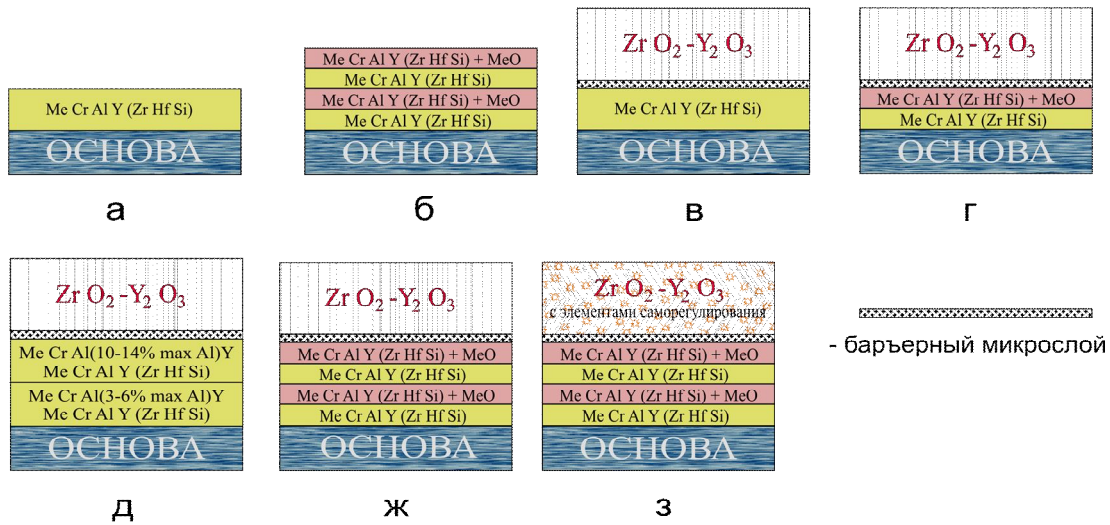 Me Cr Al Y (Zr Hf Si)
ОСНОВА
а
Me Cr Al Y (Zr Hf Si) + MeO
Me Cr Al Y (Zr Hf Si)
Me Cr Al Y (Zr Hf Si) + MeO
Me Cr Al Y (Zr Hf Si)
ОСНОВА
б
Zr O₂ -Y₂ O₃
Me Cr Al Y (Zr Hf Si)
ОСНОВА
в
Zr O₂ -Y₂ O₃
Me Cr Al Y (Zr Hf Si) + MeO
Me Cr Al Y (Zr Hf Si)
ОСНОВА
г
Zr O₂ -Y₂ O₃
Me Cr Al(10-14% max Al)Y
Me Cr Al Y (Zr Hf Si)
Me Cr Al(3-6% max Al)Y
Me Cr Al Y (Zr Hf Si)
ОСНОВА
д
Zr O₂ -Y₂ O₃
Me Cr Al Y (Zr Hf Si) + MeO
Me Cr Al Y (Zr Hf Si)
Me Cr Al Y (Zr Hf Si) + MeO
Me Cr Al Y (Zr Hf Si)
ОСНОВА
ж
Zr O₂ -Y₂ O₃
с элементами саморегулирования
Me Cr Al Y (Zr Hf Si) + MeO
Me Cr Al Y (Zr Hf Si)
Me Cr Al Y (Zr Hf Si) + MeO
Me Cr Al Y (Zr Hf Si)
ОСНОВА
з
- баръерный микрослой